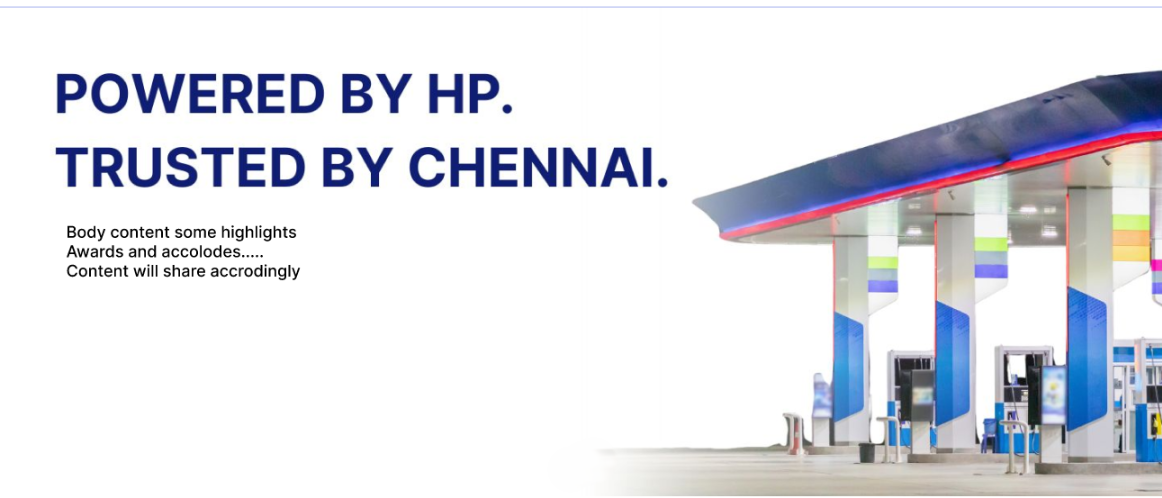 POWERED BY HP.
TRUSTED BY CHENNAI.
Body content some highlights
Awards and accolodes.....
Content will share accrodingly